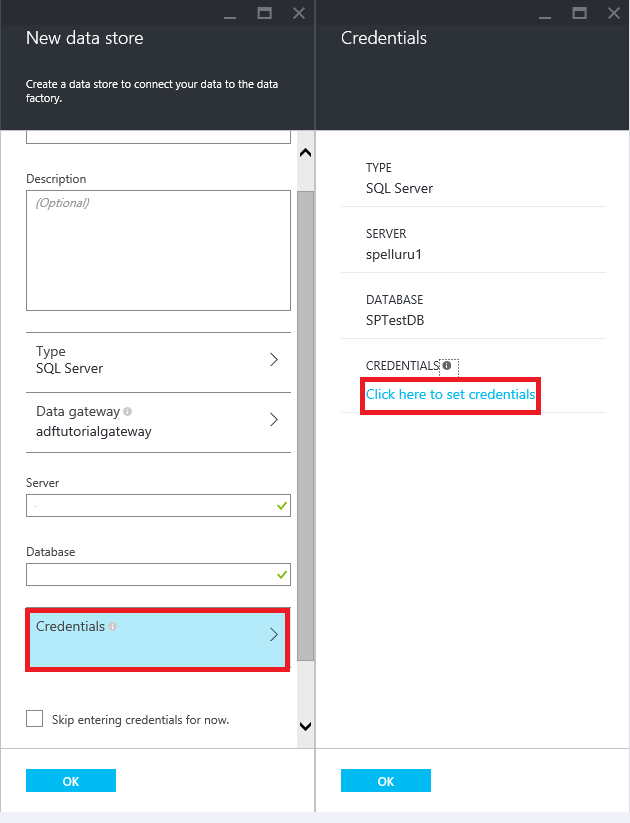 New data store
Create a data store to connect your data to the data
factory.
Description
(Optional)
Type
SQL Server
Data gateway
adftutorialgateway
Server
Database
Credentials
Skip entering credentials for now.
OK
Credentials
TYPE
SQL Server
SERVER
spelluru1
DATABASE
SPTestDB
CREDENTIALS
Click here to set credentials
OK